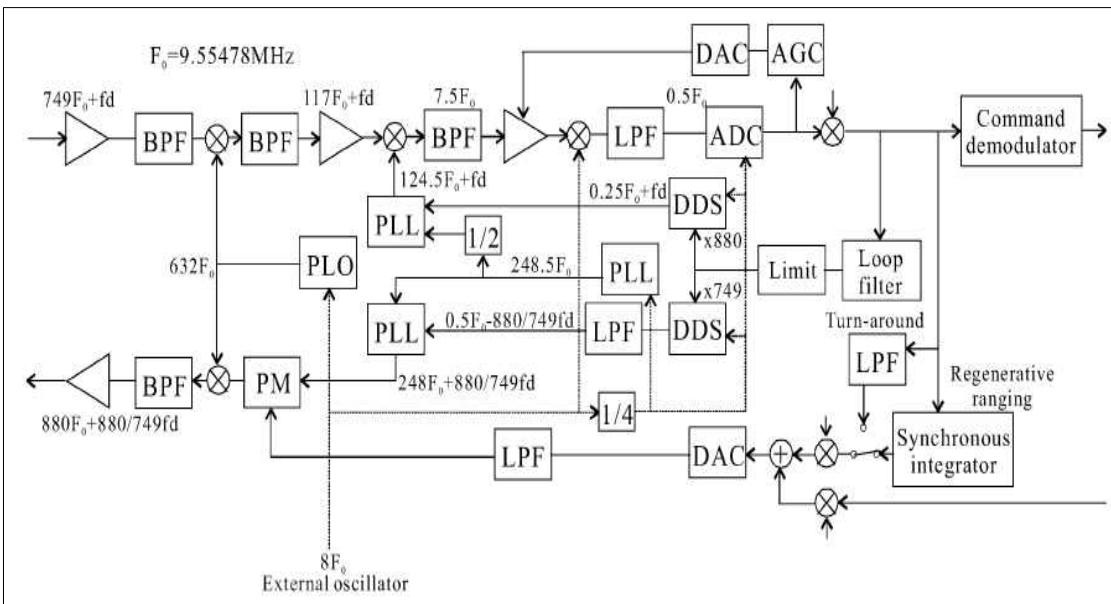 F₀=9.55478MHz
DAC
AGC
749F₀+fd
117F₀+fd
7.5F₀
0.5F₀
BPF
BPF
BPF
LPF
ADC
Command
demodulator
124.5F₀+fd
0.25F₀+fd
DDS
PLL
1/2
x880
632F₀
PLO
248.5F₀
PLL
Limit
Loop
filter
x749
PLL
0.5F₀-880/749fd
LPF
DDS
Turn-around
LPF
BPF
PM
248F₀+880/749fd
Regenerative
ranging
880F₀+880/749fd
1/4
Synchronous
integrator
LPF
DAC
8F₀
External oscillator